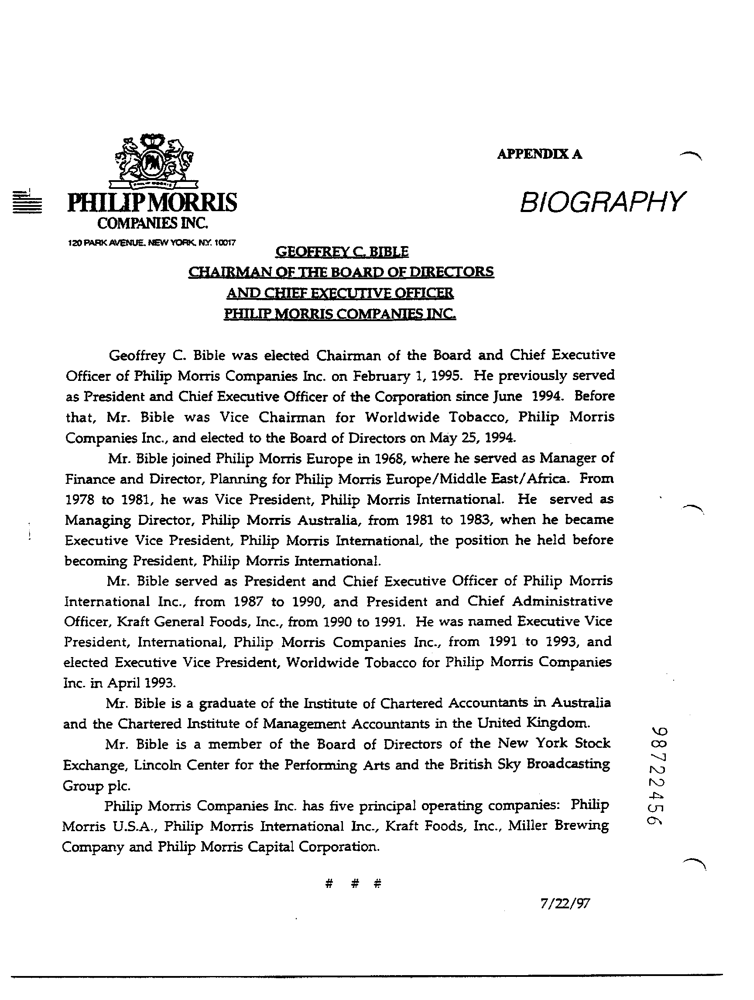 APPENDIX A
PM
PHILIP MORRIS
COMPANIES INC.
120 PARK AVENUE, NEW YORK, N.Y. 10017
BIOGRAPHY
GEOFFREY C. BIBLE
CHAIRMAN OF THE BOARD OF DIRECTORS
AND CHIEF EXECUTIVE OFFICER
PHILIP MORRIS COMPANIES INC.
Geoffrey C. Bible was elected Chairman of the Board and Chief Executive
Officer of Philip Morris Companies Inc. on February 1, 1995. He previously served
as President and Chief Executive Officer of the Corporation since June 1994. Before
that, Mr. Bible was Vice Chairman for Worldwide Tobacco, Philip Morris
Companies Inc., and elected to the Board of Directors on May 25, 1994.
Mr. Bible joined Philip Morris Europe in 1968, where he served as Manager of
Finance and Director, Planning for Philip Morris Europe/Middle East/Africa. From
1978 to 1981, he was Vice President, Philip Morris International. He served as
Managing Director, Philip Morris Australia, from 1981 to 1983, when he became
Executive Vice President, Philip Morris International, the position he held before
becoming President, Philip Morris International.
Mr. Bible served as President and Chief Executive Officer of Philip Morris
International Inc., from 1987 to 1990, and President and Chief Administrative
Officer, Kraft General Foods, Inc., from 1990 to 1991. He was named Executive Vice
President, International, Philip Morris Companies Inc., from 1991 to 1993, and
elected Executive Vice President, Worldwide Tobacco for Philip Morris Companies
Inc. in April 1993.
Mr. Bible is a graduate of the Institute of Chartered Accountants in Australia
and the Chartered Institute of Management Accountants in the United Kingdom.
Mr. Bible is a member of the Board of Directors of the New York Stock
Exchange, Lincoln Center for the Performing Arts and the British Sky Broadcasting
Group plc.
Philip Morris Companies Inc. has five principal operating companies: Philip
Morris U.S.A., Philip Morris International Inc., Kraft Foods, Inc., Miller Brewing
Company and Philip Morris Capital Corporation.
# # #
7/22/97
98722456